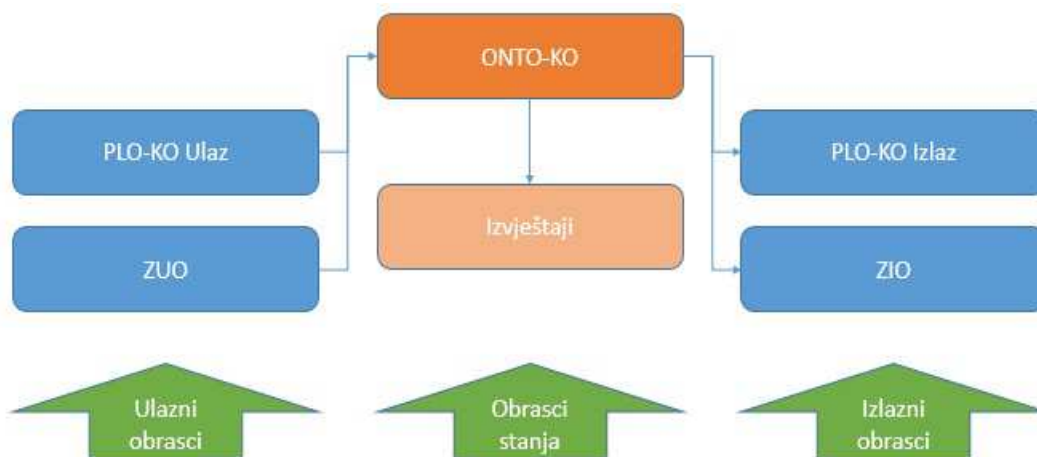 ONTO-KO
PLO-KO Ulaz
PLO-KO Izlaz
Izvještaji
ZUO
ZIO
Ulazni
obrasci
Obrasci
stanja
Izlazni
obrasci